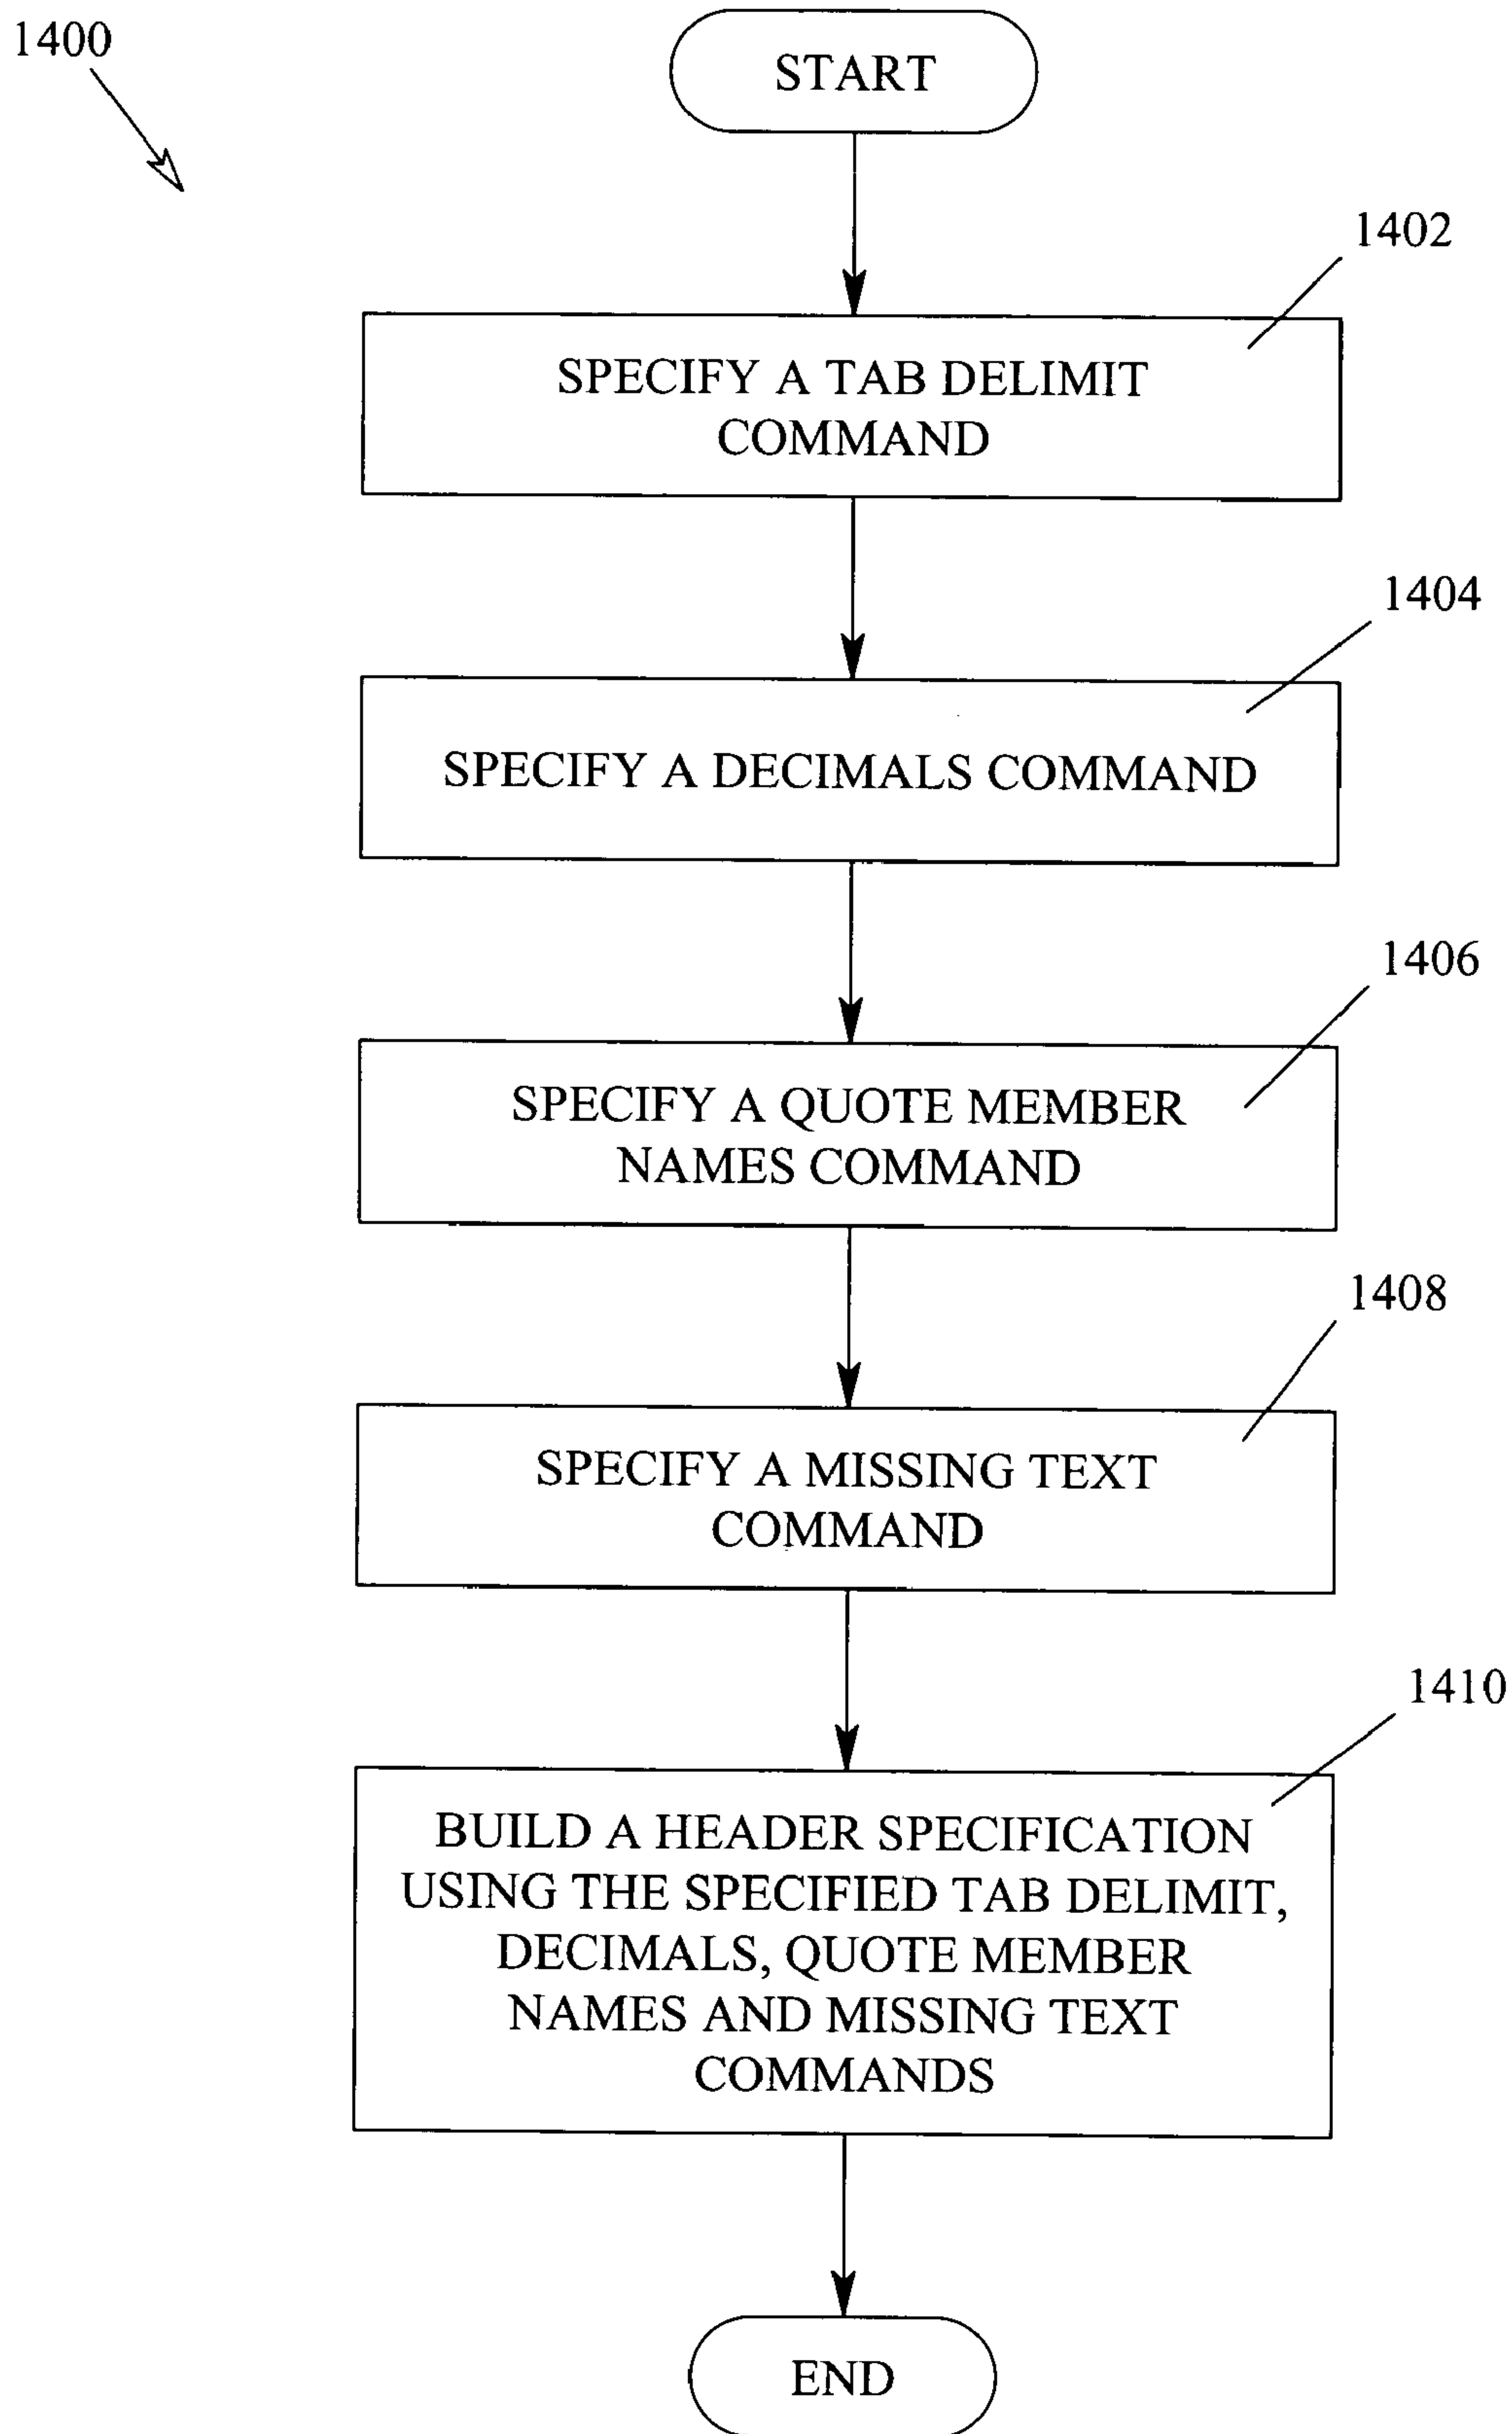 1400
START
1402
SPECIFY A TAB DELIMIT
COMMAND
1404
SPECIFY A DECIMALS COMMAND
1406
SPECIFY A QUOTE MEMBER
NAMES COMMAND
1408
SPECIFY A MISSING TEXT
COMMAND
1410
BUILD A HEADER SPECIFICATION
USING THE SPECIFIED TAB DELIMIT,
DECIMALS, QUOTE MEMBER
NAMES AND MISSING TEXT
COMMANDS
END